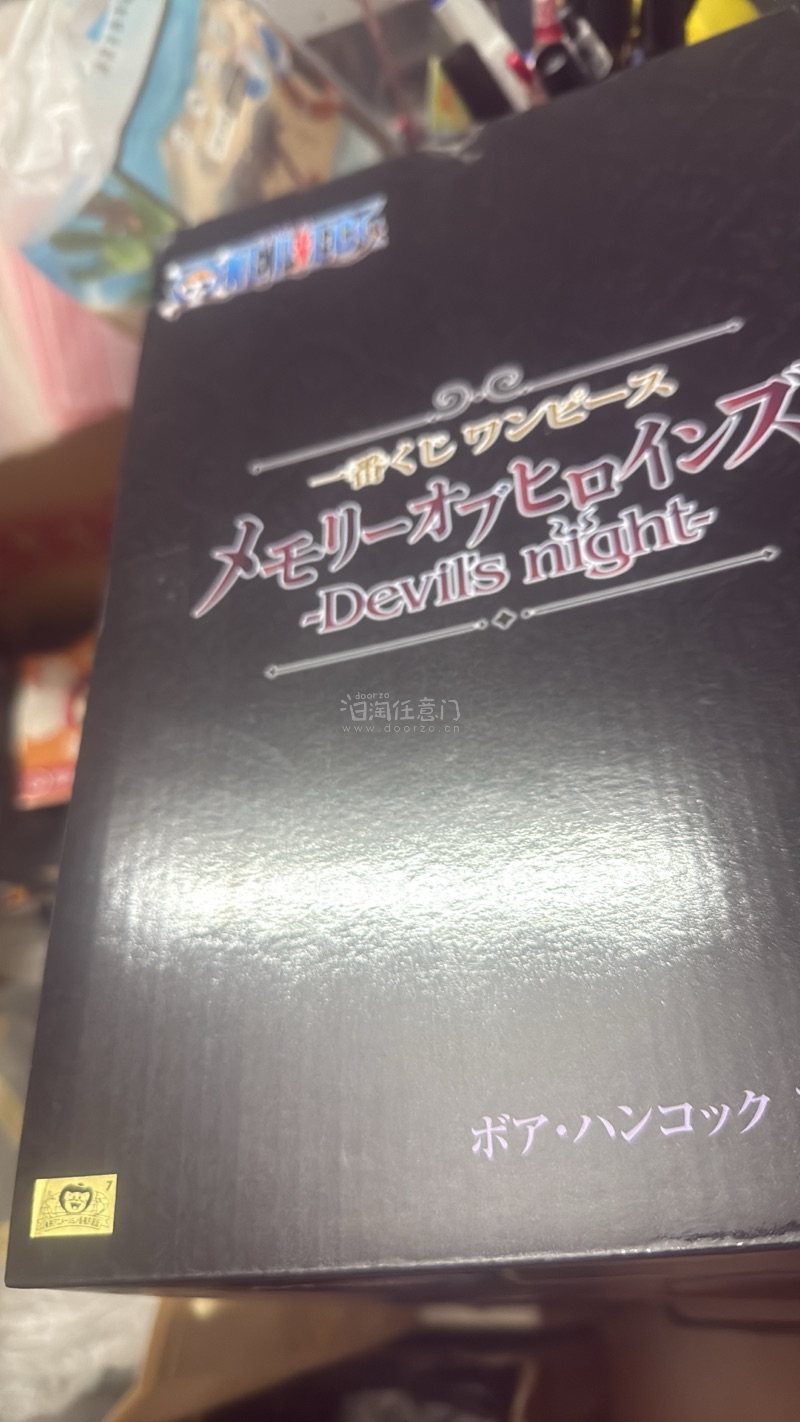 ONE PIECE
一番くじ ワンピース
メモリーオブヒロインズ
-Devil's night-
doorzo
日淘任意门
www.doorzo.cn
ボア・ハンコック
7